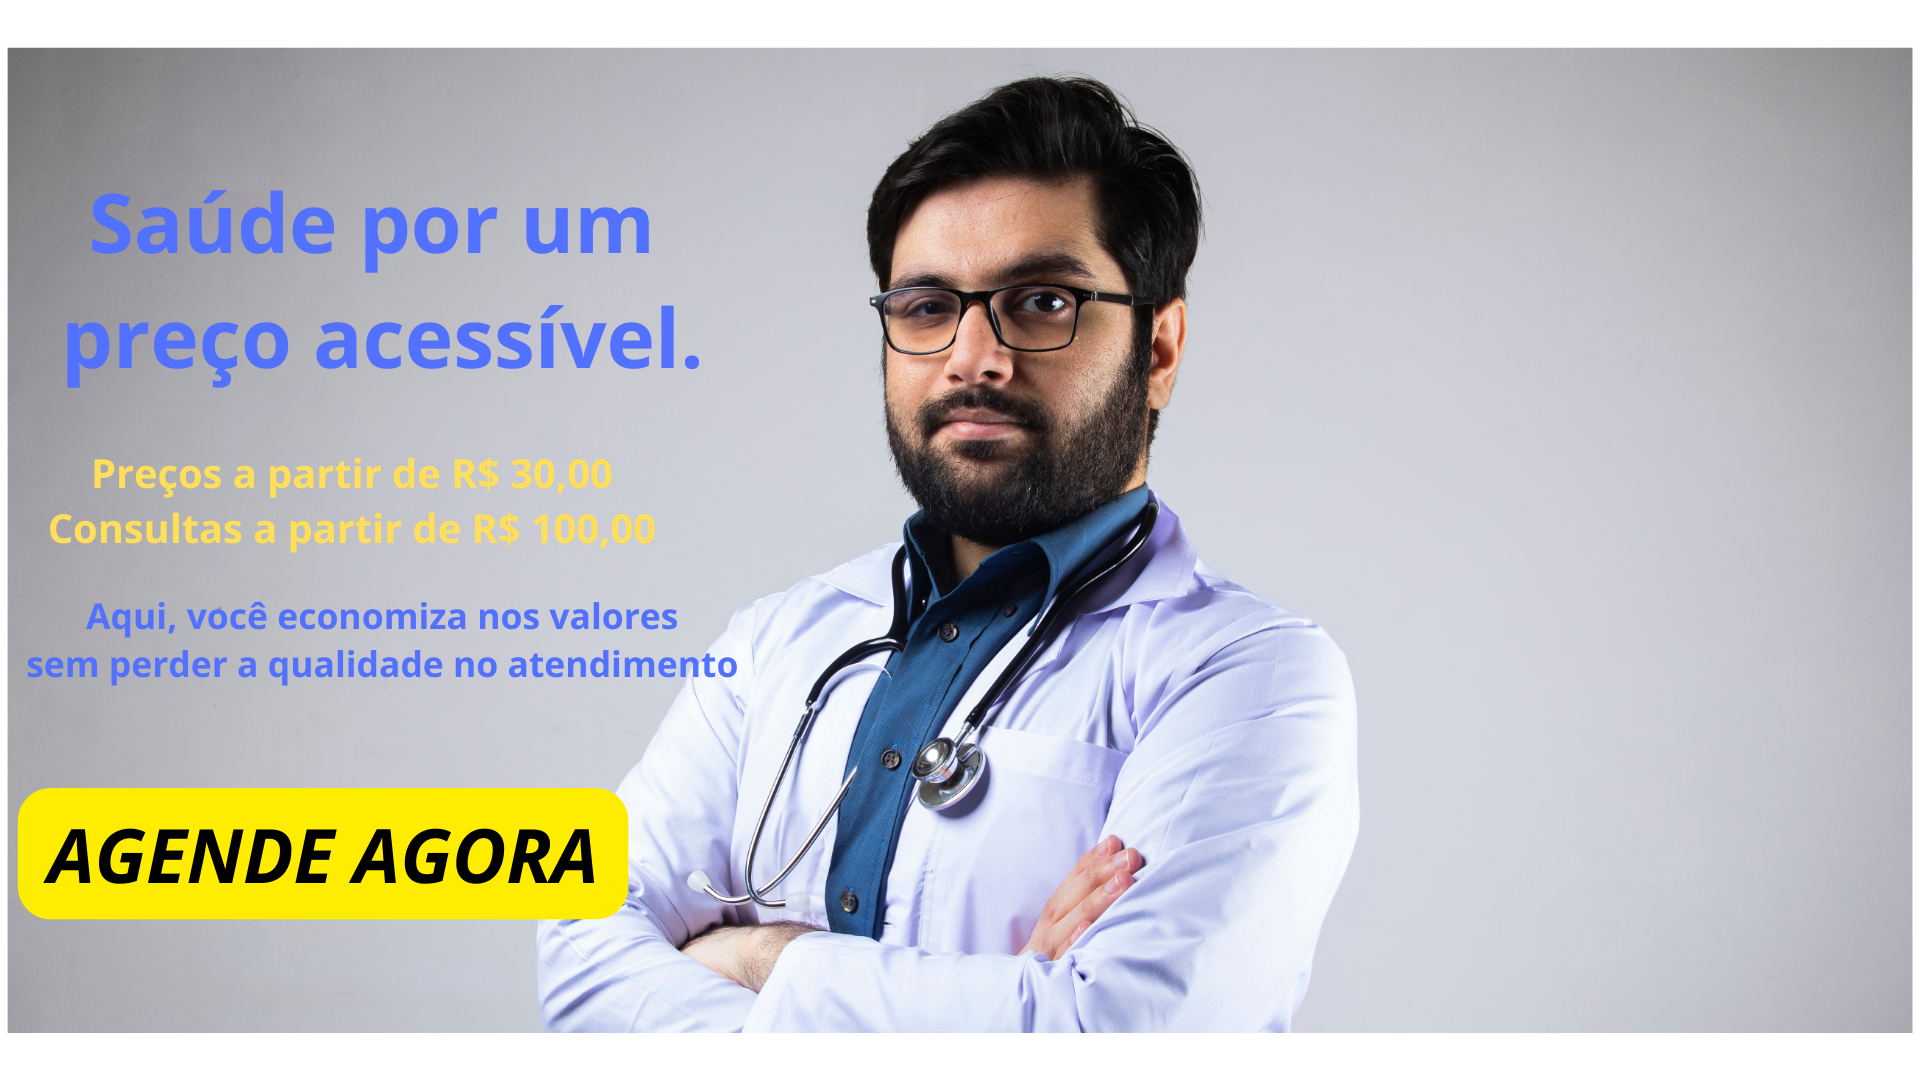 Saúde por um
preço acessível.
Preços a partir de R$ 30,00
Consultas a partir de R$ 100,00
Aqui, você economiza nos valores
sem perder a qualidade no atendimento
AGENDE AGORA